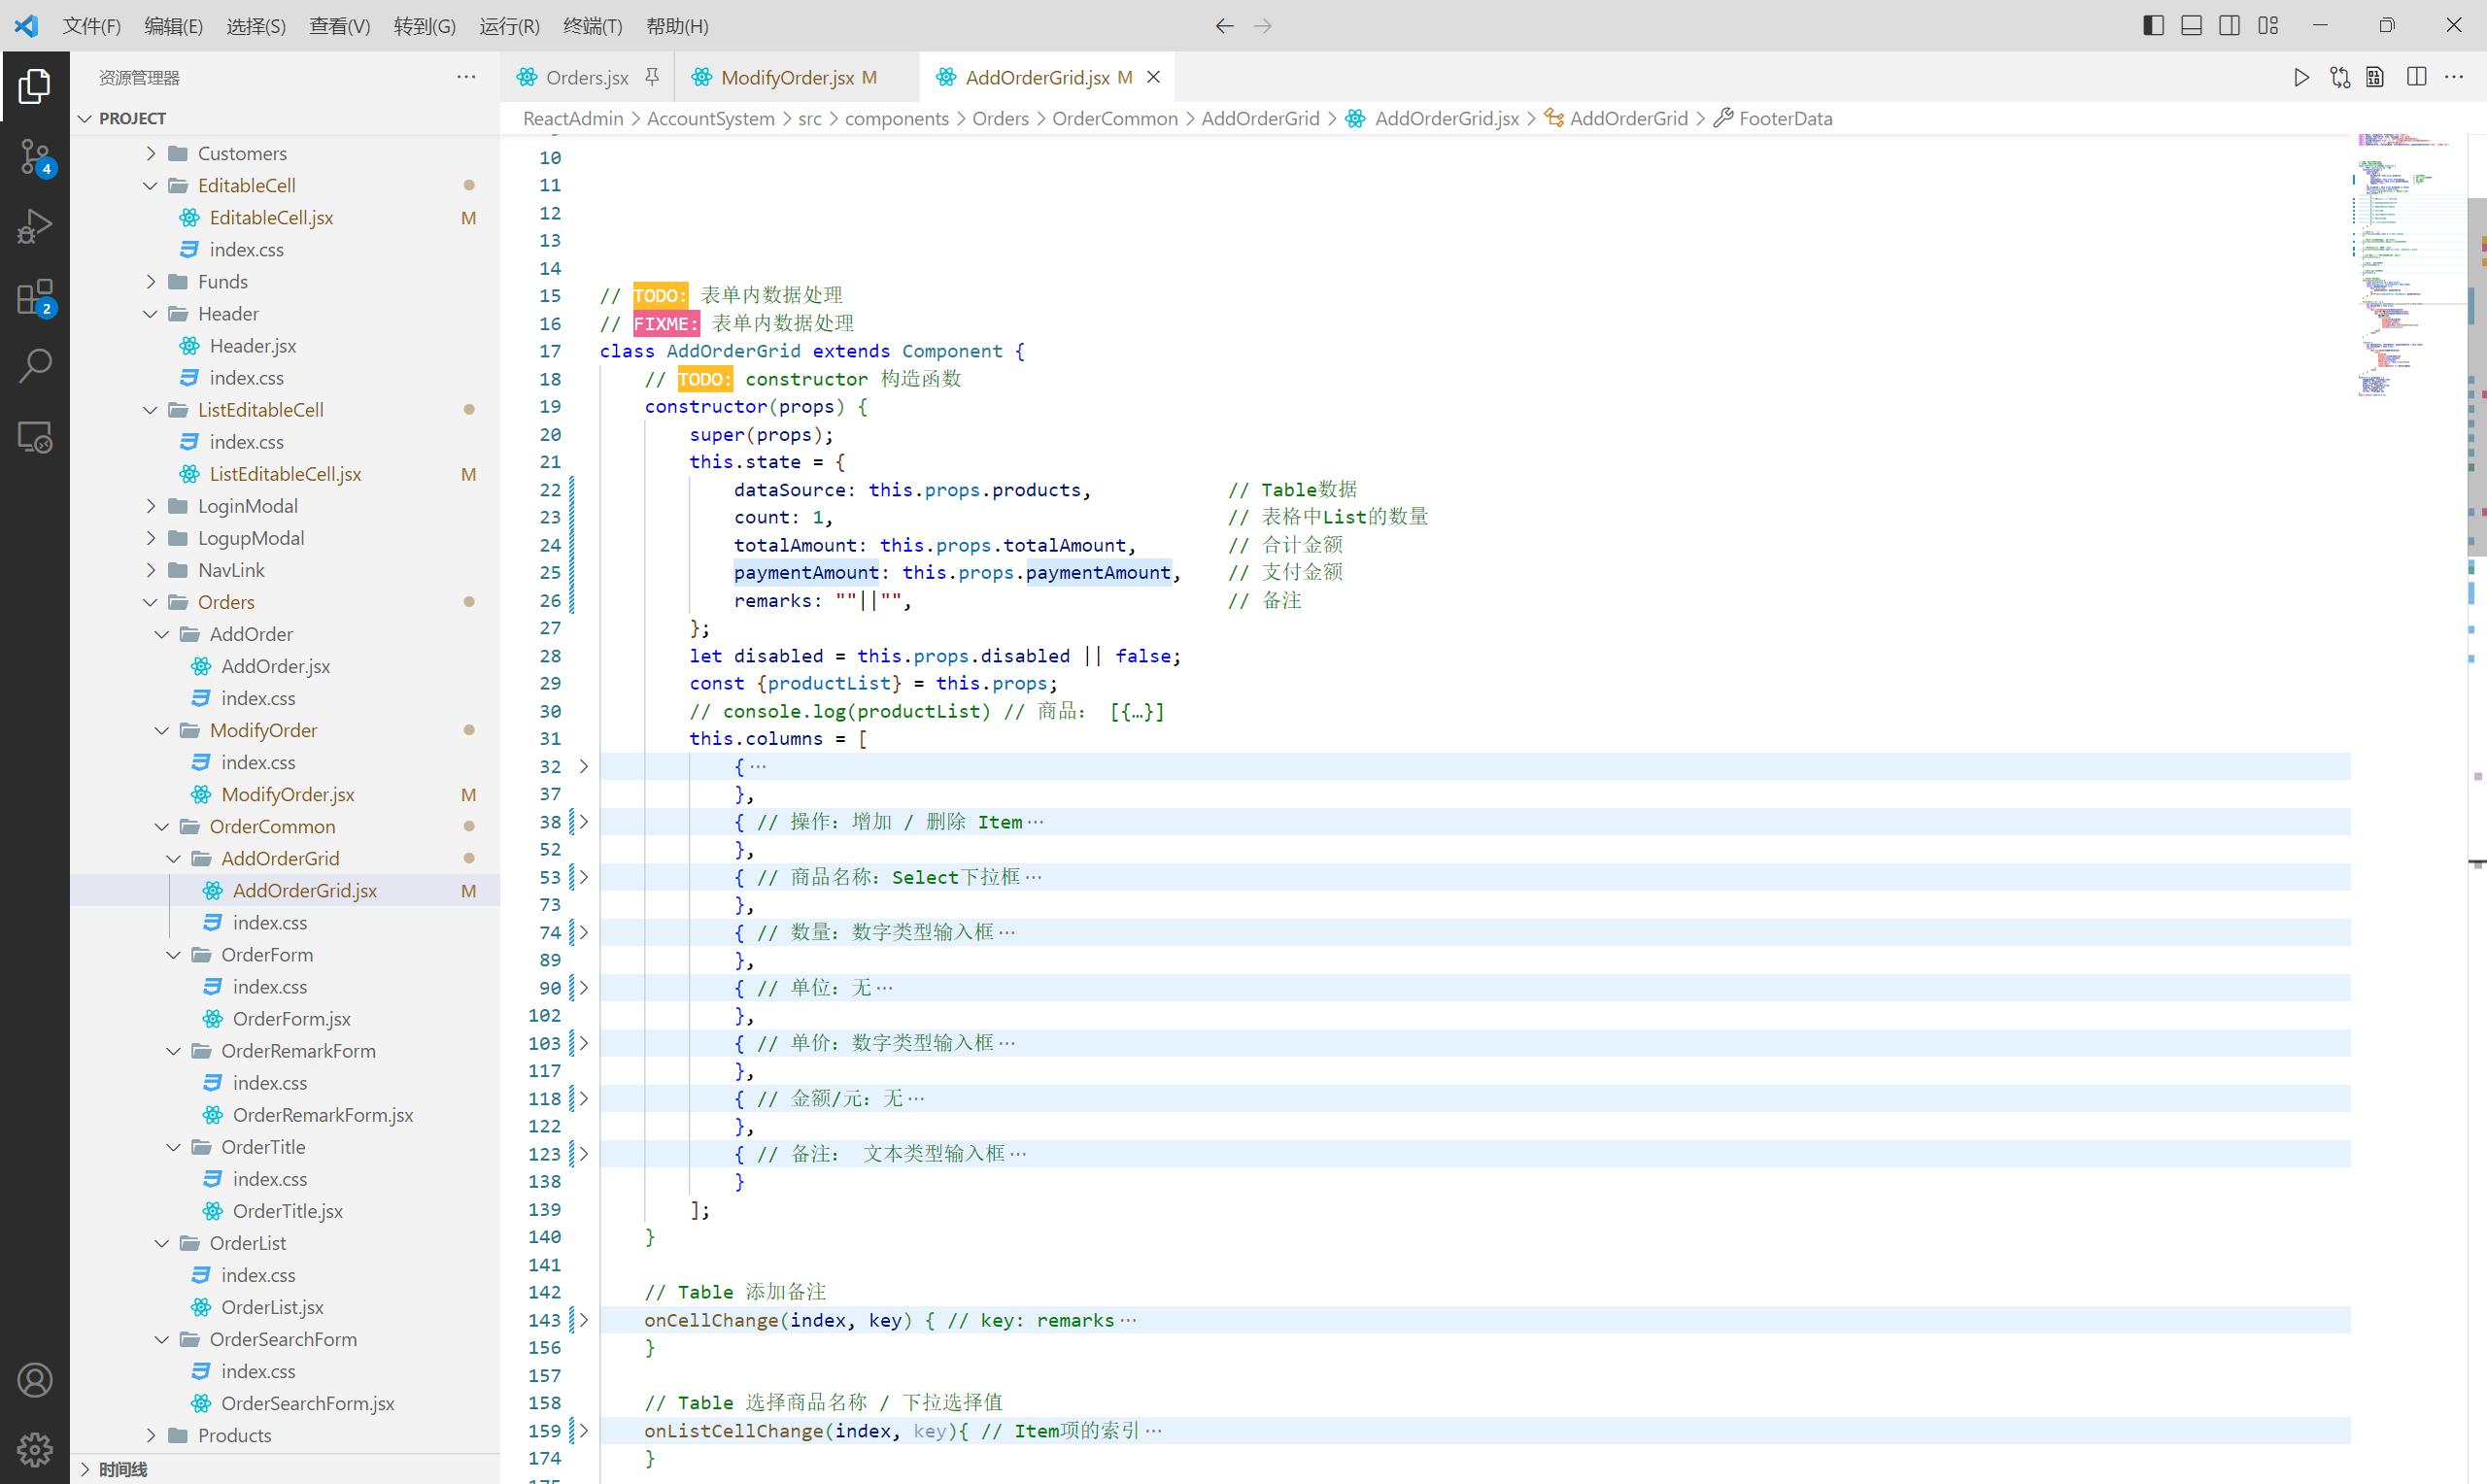 文件(F) 编辑(E) 选择(S) 查看(V) 转到(G) 运行(R) 终端(T) 帮助(H)
资源管理器
Orders.jsx ModifyOrder.jsx M AddOrderGrid.jsx M
PROJECT
ReactAdmin > AccountSystem > src > components > Orders > OrderCommon > AddOrderGrid > AddOrderGrid.jsx > AddOrderGrid > FooterData
4
2
Customers
EditableCell
EditableCell.jsx M
index.css
Funds
Header
Header.jsx
index.css
ListEditableCell
index.css
ListEditableCell.jsx M
LoginModal
LogupModal
NavLink
Orders
AddOrder
AddOrder.jsx
index.css
ModifyOrder
index.css
ModifyOrder.jsx M
OrderCommon
AddOrderGrid
AddOrderGrid.jsx M
index.css
OrderForm
index.css
OrderForm.jsx
OrderRemarkForm
index.css
OrderRemarkForm.jsx
OrderTitle
index.css
OrderTitle.jsx
OrderList
index.css
OrderList.jsx
OrderSearchForm
index.css
OrderSearchForm.jsx
Products
时间线
10
11
12
13
14
15 // TODO: 表单内数据处理
16 // FIXME: 表单内数据处理
17 class AddOrderGrid extends Component {
18 // TODO: constructor 构造函数
19 constructor(props) {
20 super(props);
21 this.state = {
22 dataSource: this.props.products, // Table数据
23 count: 1, // 表格中List的数量
24 totalAmount: this.props.totalAmount, // 合计金额
25 paymentAmount: this.props.paymentAmount, // 支付金额
26 remarks: ""||"", // 备注
27 };
28 let disabled = this.props.disabled || false;
29 const {productList} = this.props;
30 // console.log(productList) // 商品： [{…}]
31 this.columns = [
32 {…
37 },
38 { // 操作：增加 / 删除 Item…
52 },
53 { // 商品名称：Select下拉框…
73 },
74 { // 数量：数字类型输入框…
89 },
90 { // 单位：无…
102 },
103 { // 单价：数字类型输入框…
117 },
118 { // 金额/元：无…
122 },
123 { // 备注： 文本类型输入框…
138 }
139 ];
140 }
141
142 // Table 添加备注
143 onCellChange(index, key) { // key: remarks…
156 }
157
158 // Table 选择商品名称 / 下拉选择值
159 onListCellChange(index, key){ // Item项的索引…
174 }